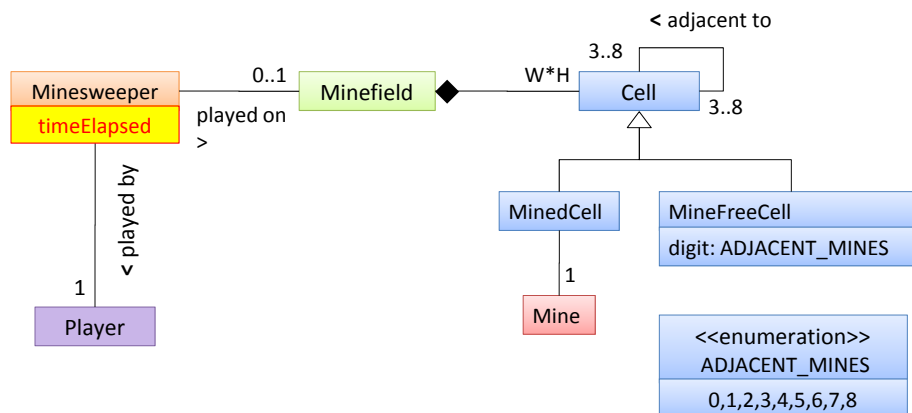 < adjacent to
3..8
W*H
0..1
Minesweeper
Minefield
Cell
3..8
timeElapsed
played on
>
< played by
MinedCell
MineFreeCell
digit: ADJACENT_MINES
1
1
Player
Mine
<<enumeration>>
ADJACENT_MINES
0,1,2,3,4,5,6,7,8